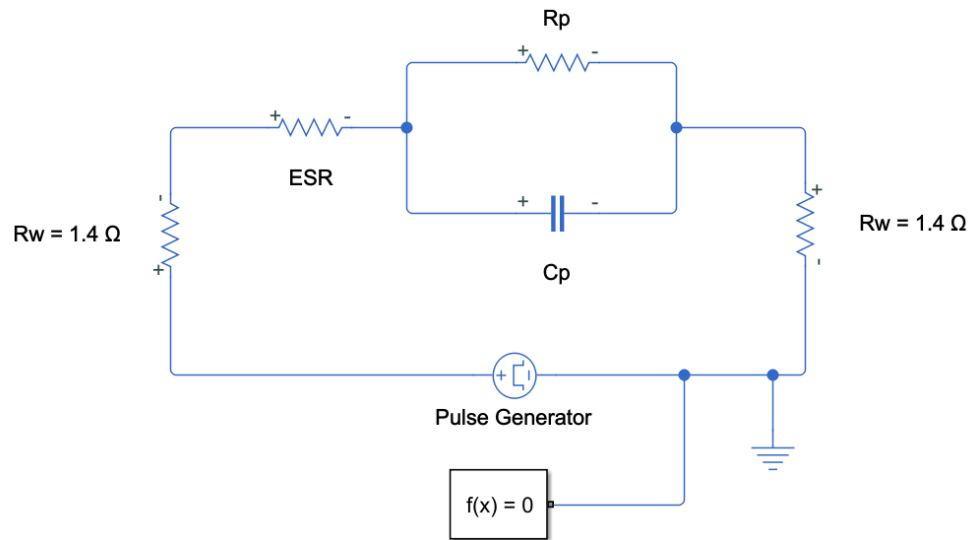 Rp
+ -
+ -
ESR
-
Rw = 1.4 Ω
+
+ -
Cp
+
Rw = 1.4 Ω
-
+
Pulse Generator
f(x) = 0